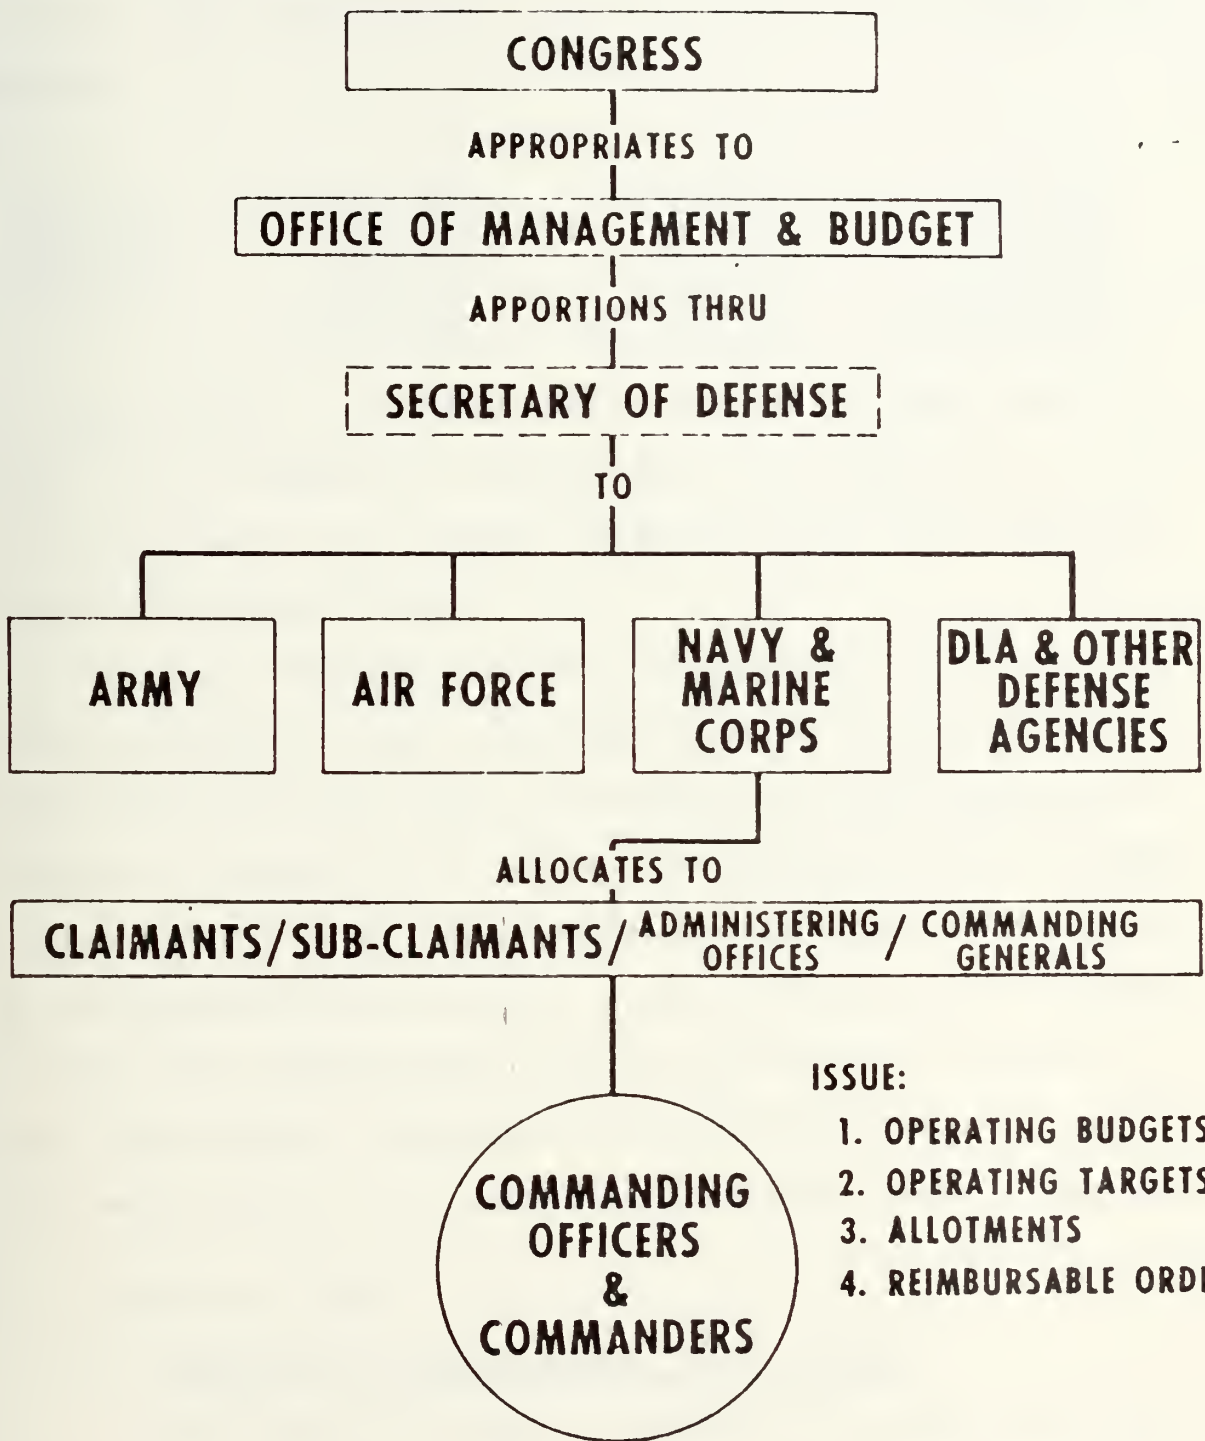 CONGRESS
APPROPRIATES TO
OFFICE OF MANAGEMENT & BUDGET
APPORTIONS THRU
SECRETARY OF DEFENSE
TO
ARMY
AIR FORCE
NAVY &
MARINE
CORPS
DLA & OTHER
DEFENSE
AGENCIES
ALLOCATES TO
CLAIMANTS/SUB-CLAIMANTS/ADMINISTERING OFFICES/COMMANDING GENERALS
ISSUE:
1. OPERATING BUDGETS
2. OPERATING TARGETS
3. ALLOTMENTS
4. REIMBURSABLE
COMMANDING
OFFICERS
&
COMMANDERS